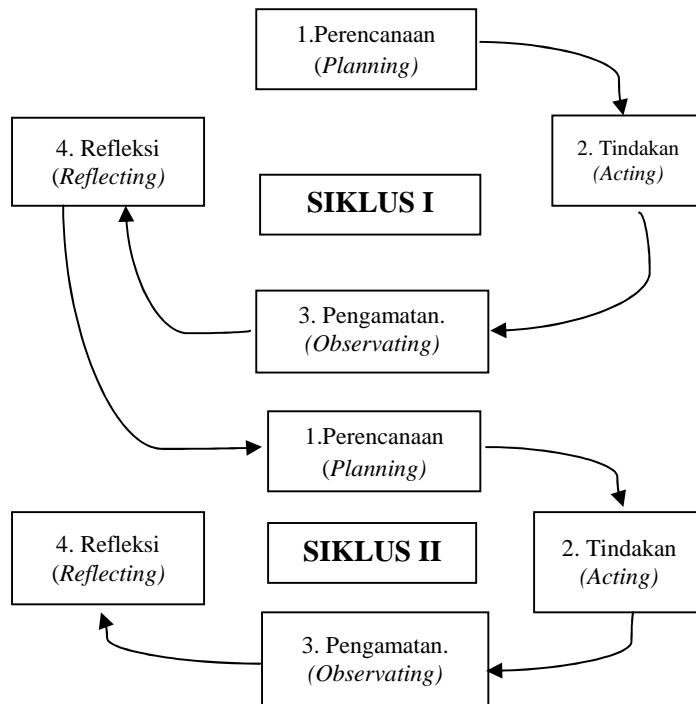 1.Perencanaan
(Planning)
4. Refleksi
(Reflecting)
2. Tindakan
(Acting)
SIKLUS I
3. Pengamatan.
(Observating)
1.Perencanaan
(Planning)
4. Refleksi
(Reflecting)
SIKLUS II
2. Tindakan
(Acting)
3. Pengamatan.
(Observating)